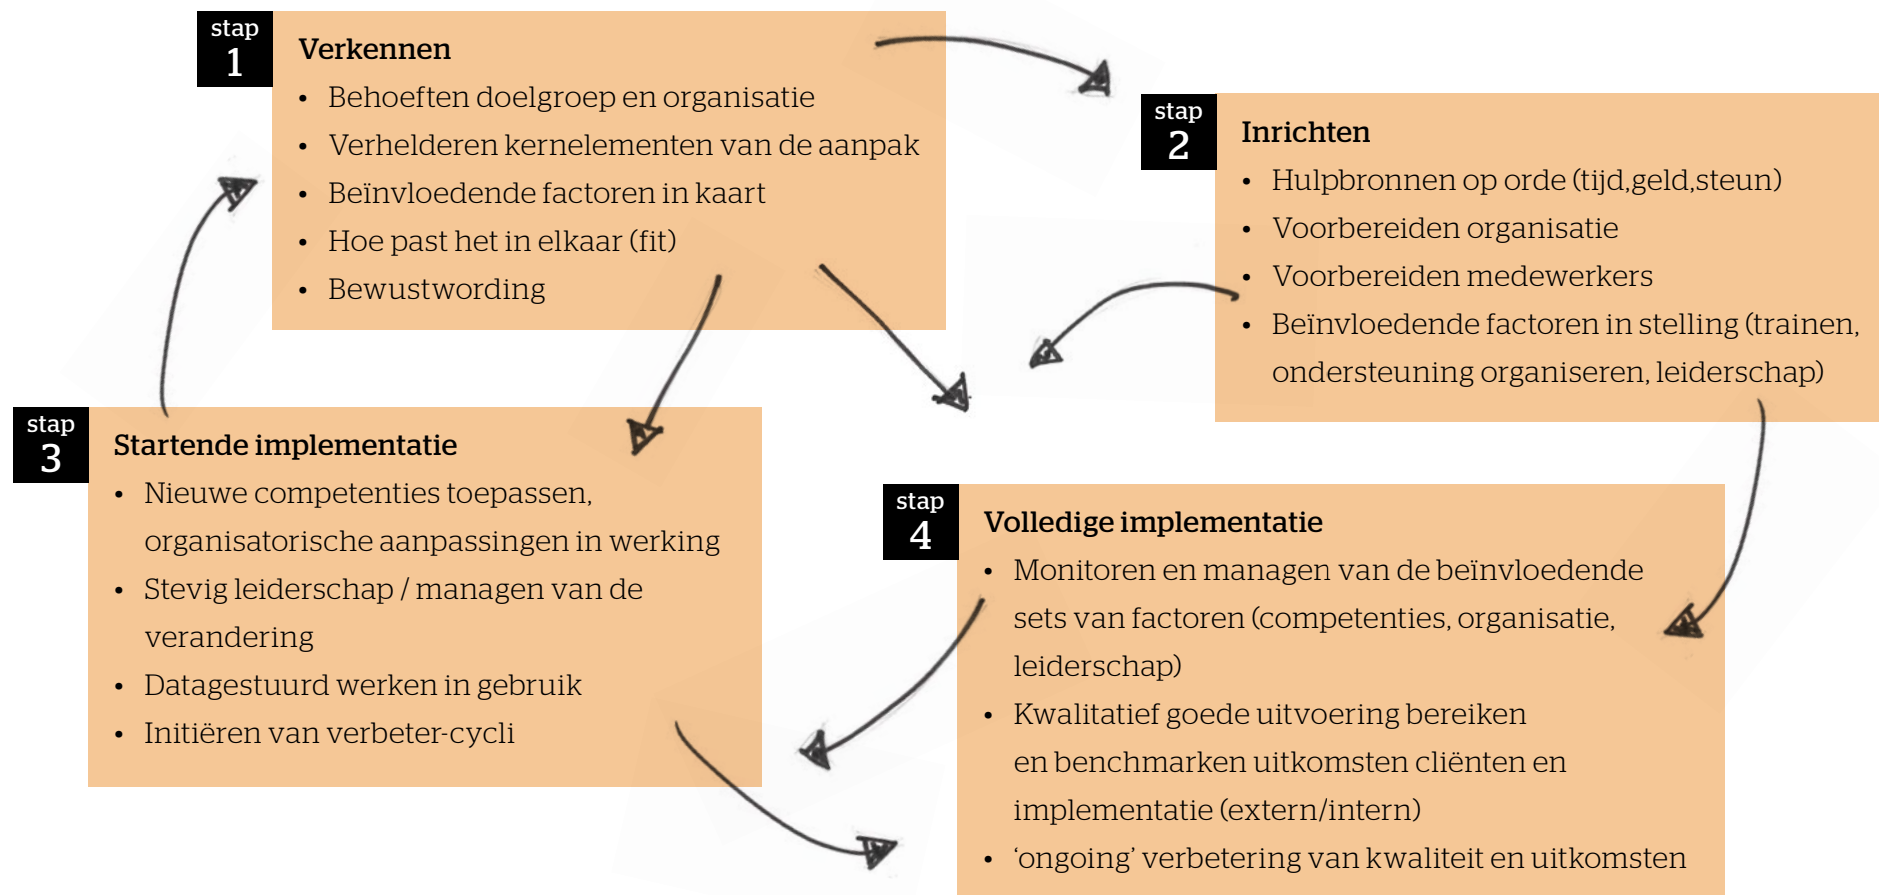 stap
1
Verkennen
• Behoeften doelgroep en organisatie
• Verhelderen kernelementen van de aanpak
• Beïnvloedende factoren in kaart
• Hoe past het in elkaar (fit)
• Bewustwording
stap
2
Inrichten
• Hulpbronnen op orde (tijd,geld,steun)
• Voorbereiden organisatie
• Voorbereiden medewerkers
• Beïnvloedende factoren in stelling (trainen,
ondersteuning organiseren, leiderschap)
stap
3
Startende implementatie
• Nieuwe competenties toepassen,
organisatorische aanpassingen in werking
• Stevig leiderschap / managen van de
verandering
• Datagestuurd werken in gebruik
• Initiëren van verbeter-cycli
stap
4
Volledige implementatie
• Monitoren en managen van de beïnvloedende
sets van factoren (competenties, organisatie,
leiderschap)
• Kwalitatief goede uitvoering bereiken
en benchmarken uitkomsten cliënten en
implementatie (extern/intern)
• ‘ongoing’ verbetering van kwaliteit en uitkomsten